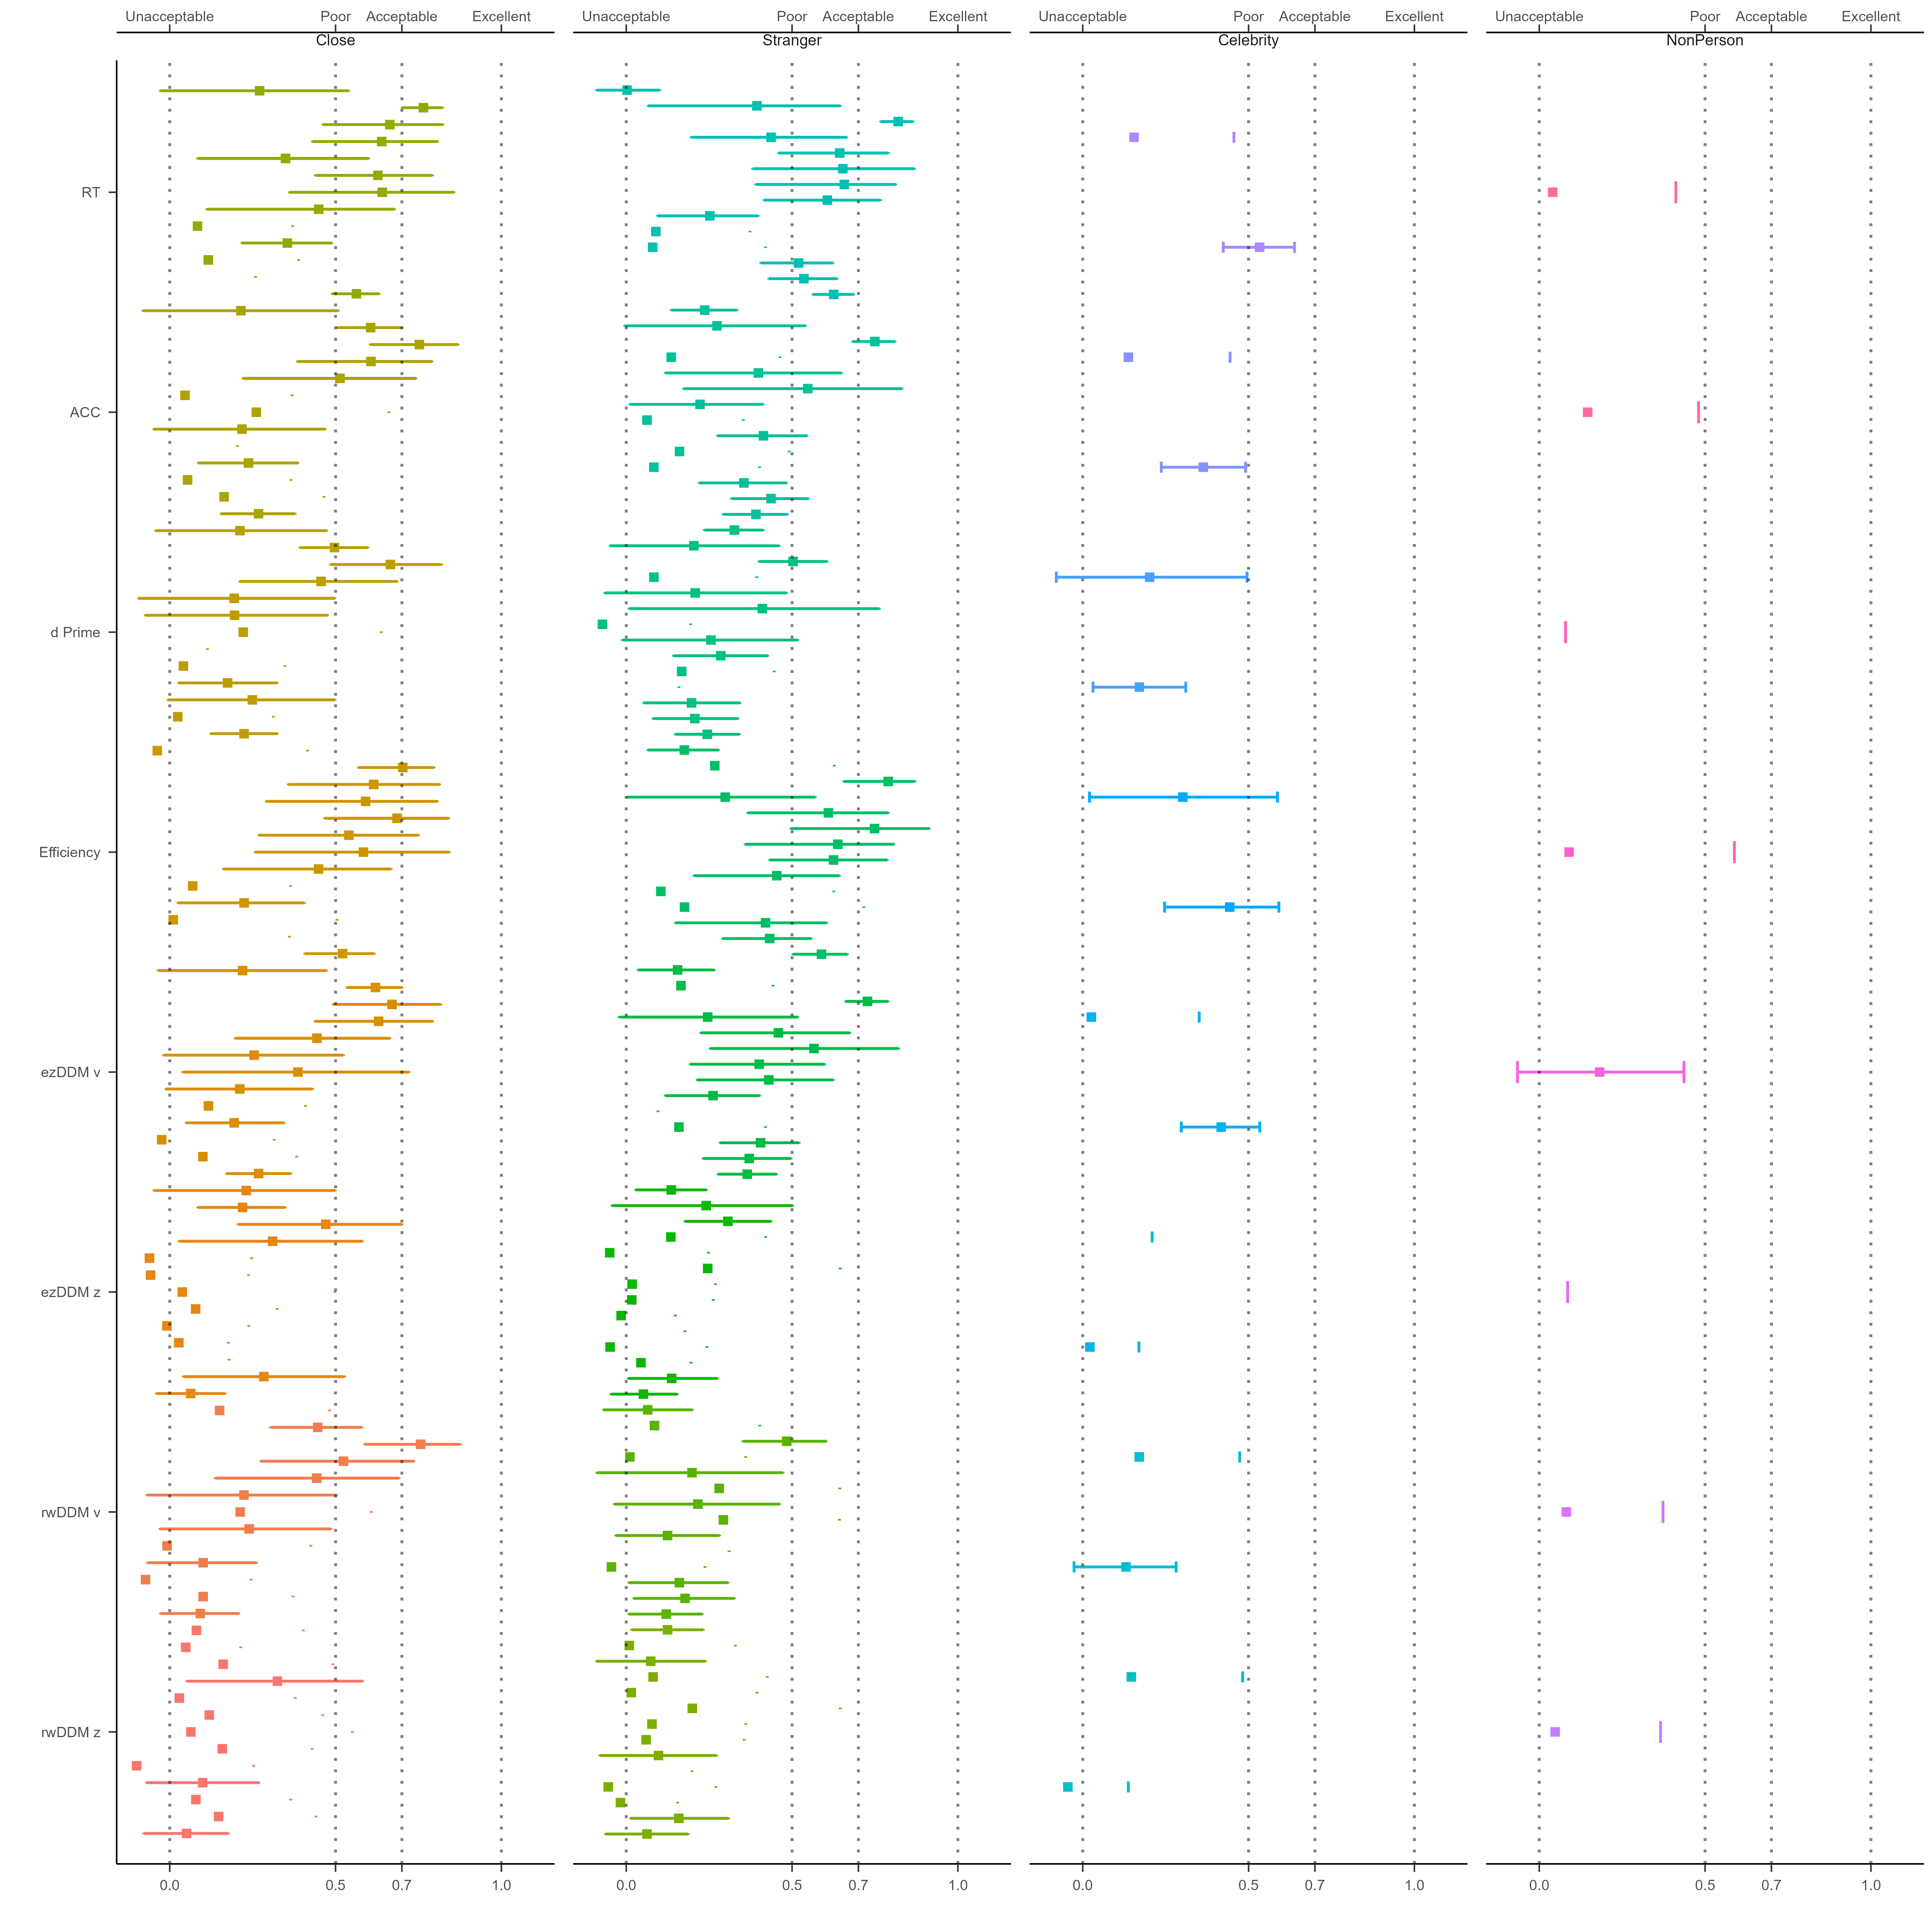 Unacceptable Poor Acceptable Excellent Unacceptable Poor Acceptable Excellent Unacceptable Poor Acceptable Excellent Unacceptable Poor Acceptable Excellent
Close Stranger Celebrity NonPerson
RT
ACC
d Prime
Efficiency
ezDDM v
ezDDM z
rwDDM v
rwDDM z
0.0 0.5 0.7 1.0 0.0 0.5 0.7 1.0 0.0 0.5 0.7 1.0 0.0 0.5 0.7 1.0